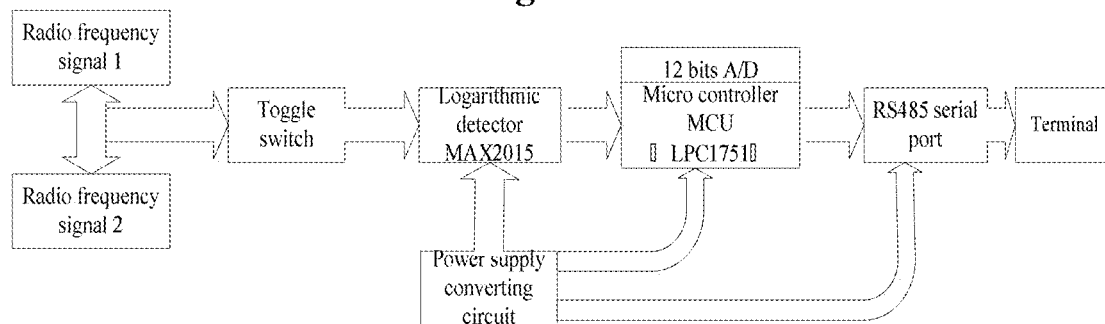 Radio frequency
signal 1
Radio frequency
signal 2
Toggle
switch
Logarithmic
detector
MAX2015
12 bits A/D
Micro controller
MCU
LPC1751
RS485 serial
port
Terminal
Power supply
converting
circuit